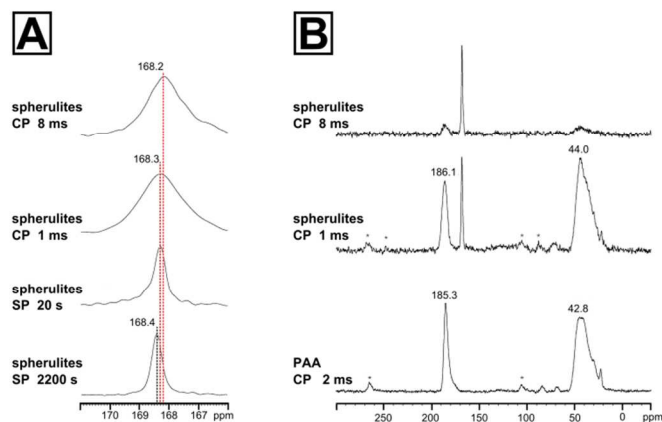 A
168.2
spherulites
CP 8 ms
168.3
spherulites
CP 1 ms
spherulites
SP 20 s
168.4
spherulites
SP 2200 s
170 169 168 167 ppm
B
spherulites
CP 8 ms
44.0
186.1
spherulites
CP 1 ms
* * * *
185.3
42.8
PAA
CP 2 ms
* *
250 200 150 100 50 0 ppm